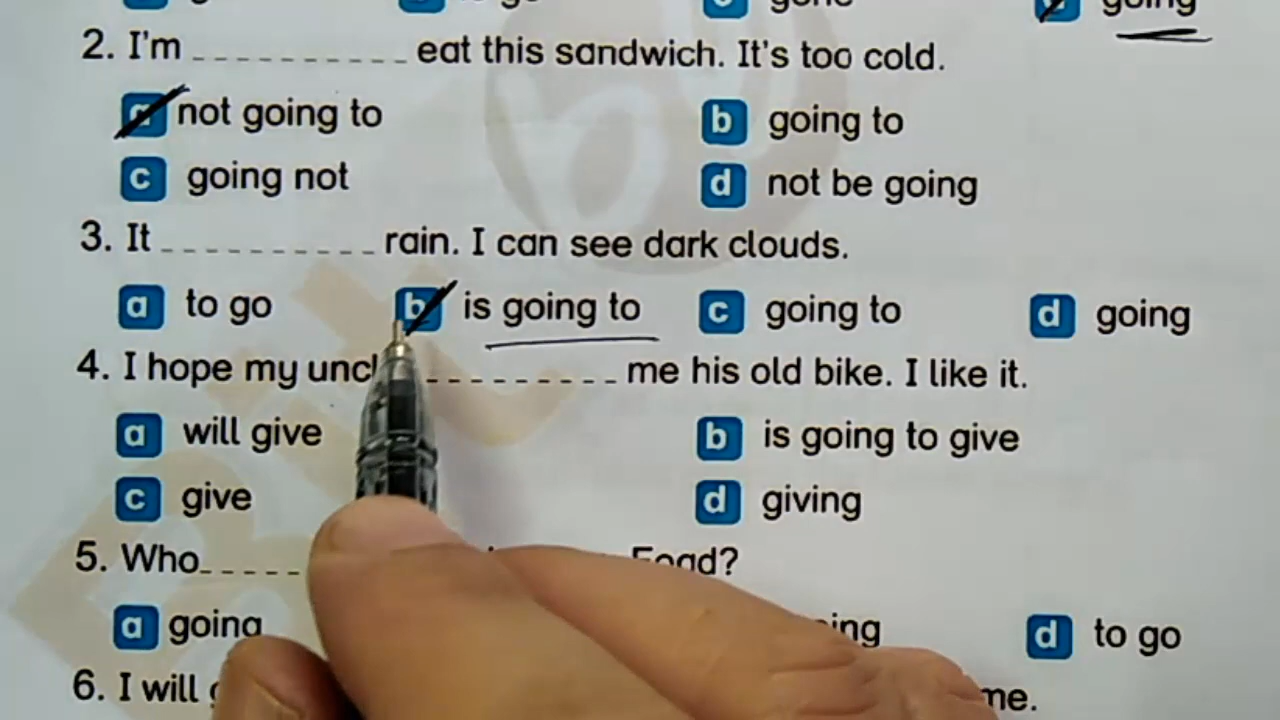 going
2. I'm __________ eat this sandwich. It's too cold.
a not going to b going to
c going not d not be going
3. It __________ rain. I can see dark clouds.
a to go b is going to c going to d going
4. I hope my uncl __________ me his old bike. I like it.
a will give b is going to give
c give d giving
5. Who Foad?
a going d to go
6. I will me.